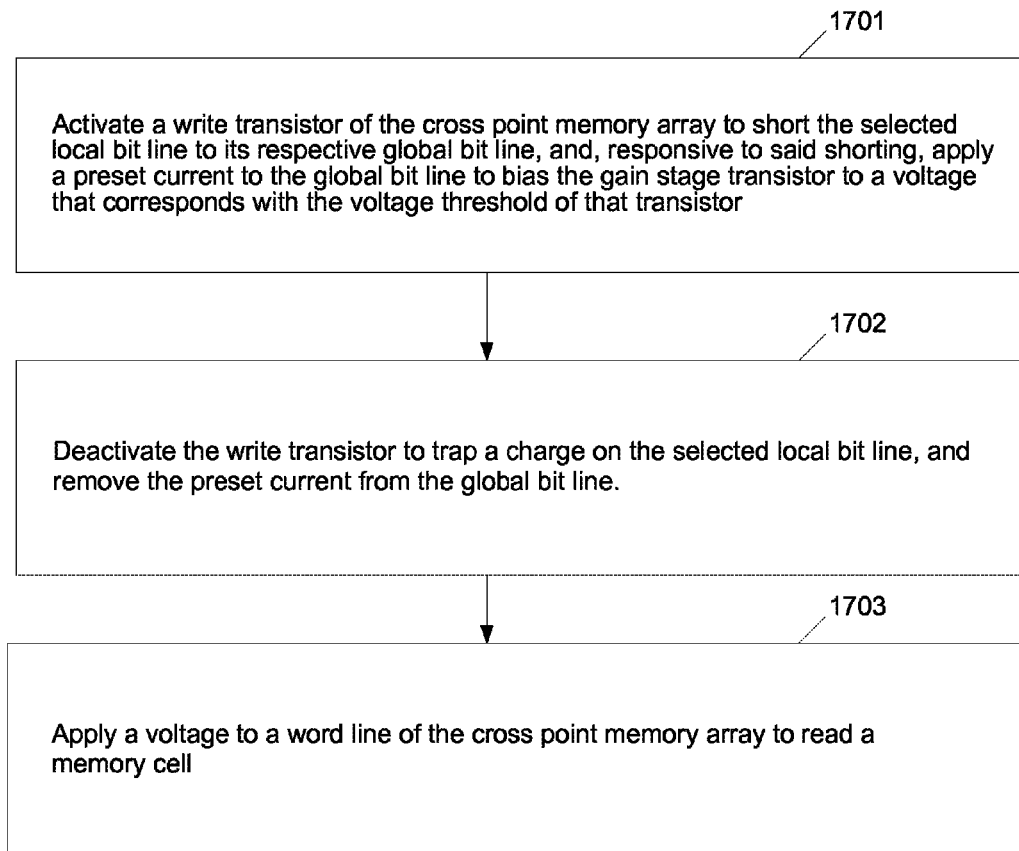 1701
Activate a write transistor of the cross point memory array to short the selected
local bit line to its respective global bit line, and, responsive to said shorting, apply
a preset current to the global bit line to bias the gain stage transistor to a voltage
that corresponds with the voltage threshold of that transistor
1702
Deactivate the write transistor to trap a charge on the selected local bit line, and
remove the preset current from the global bit line.
1703
Apply a voltage to a word line of the cross point memory array to read a
memory cell